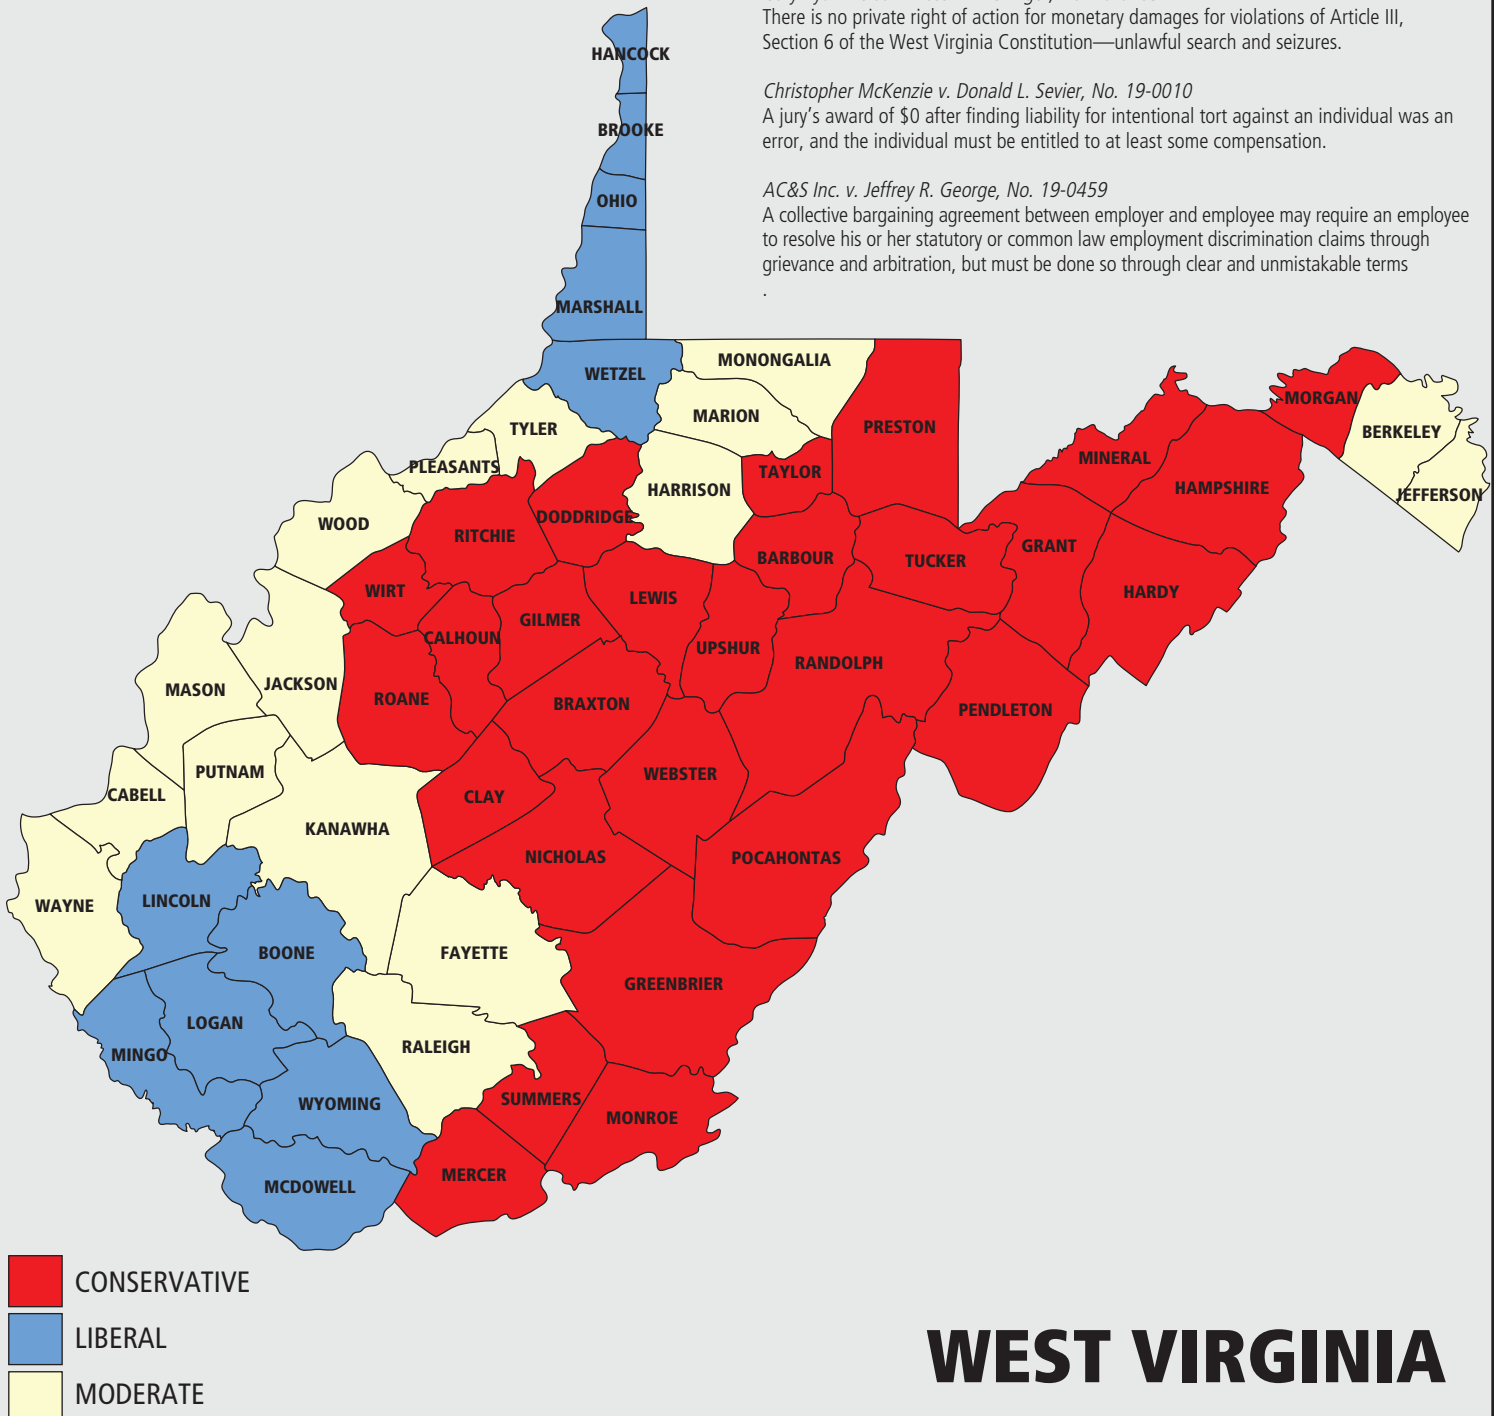 There is no private right of action for monetary damages for violations of Article III,
Section 6 of the West Virginia Constitution—unlawful search and seizures.
Christopher McKenzie v. Donald L. Sevier, No. 19-0010
A jury’s award of $0 after finding liability for intentional tort against an individual was an
error, and the individual must be entitled to at least some compensation.
AC&S Inc. v. Jeffrey R. George, No. 19-0459
A collective bargaining agreement between employer and employee may require an employee
to resolve his or her statutory or common law employment discrimination claims through
grievance and arbitration, but must be done so through clear and unmistakable terms
.
HANCOCK
BROOKE
OHIO
MARSHALL
WETZEL
MONONGALIA
MARION
PRESTON
TYLER
PLEASANTS
HARRISON
TAYLOR
MINERAL
MORGAN
BERKELEY
JEFFERSON
HAMPSHIRE
WOOD
RITCHIE
DODDRIDGE
BARBOUR
TUCKER
GRANT
HARDY
WIRT
CALHOUN
GILMER
LEWIS
UPSHUR
RANDOLPH
PENDLETON
MASON
JACKSON
ROANE
BRAXTON
WEBSTER
PUTNAM
CABELL
KANAWHA
CLAY
NICHOLAS
POCAHONTAS
WAYNE
LINCOLN
BOONE
FAYETTE
GREENBRIER
LOGAN
MINGO
RALEIGH
WYOMING
SUMMERS
MONROE
MCDOWELL
MERCER
CONSERVATIVE
LIBERAL
MODERATE
WEST VIRGINIA